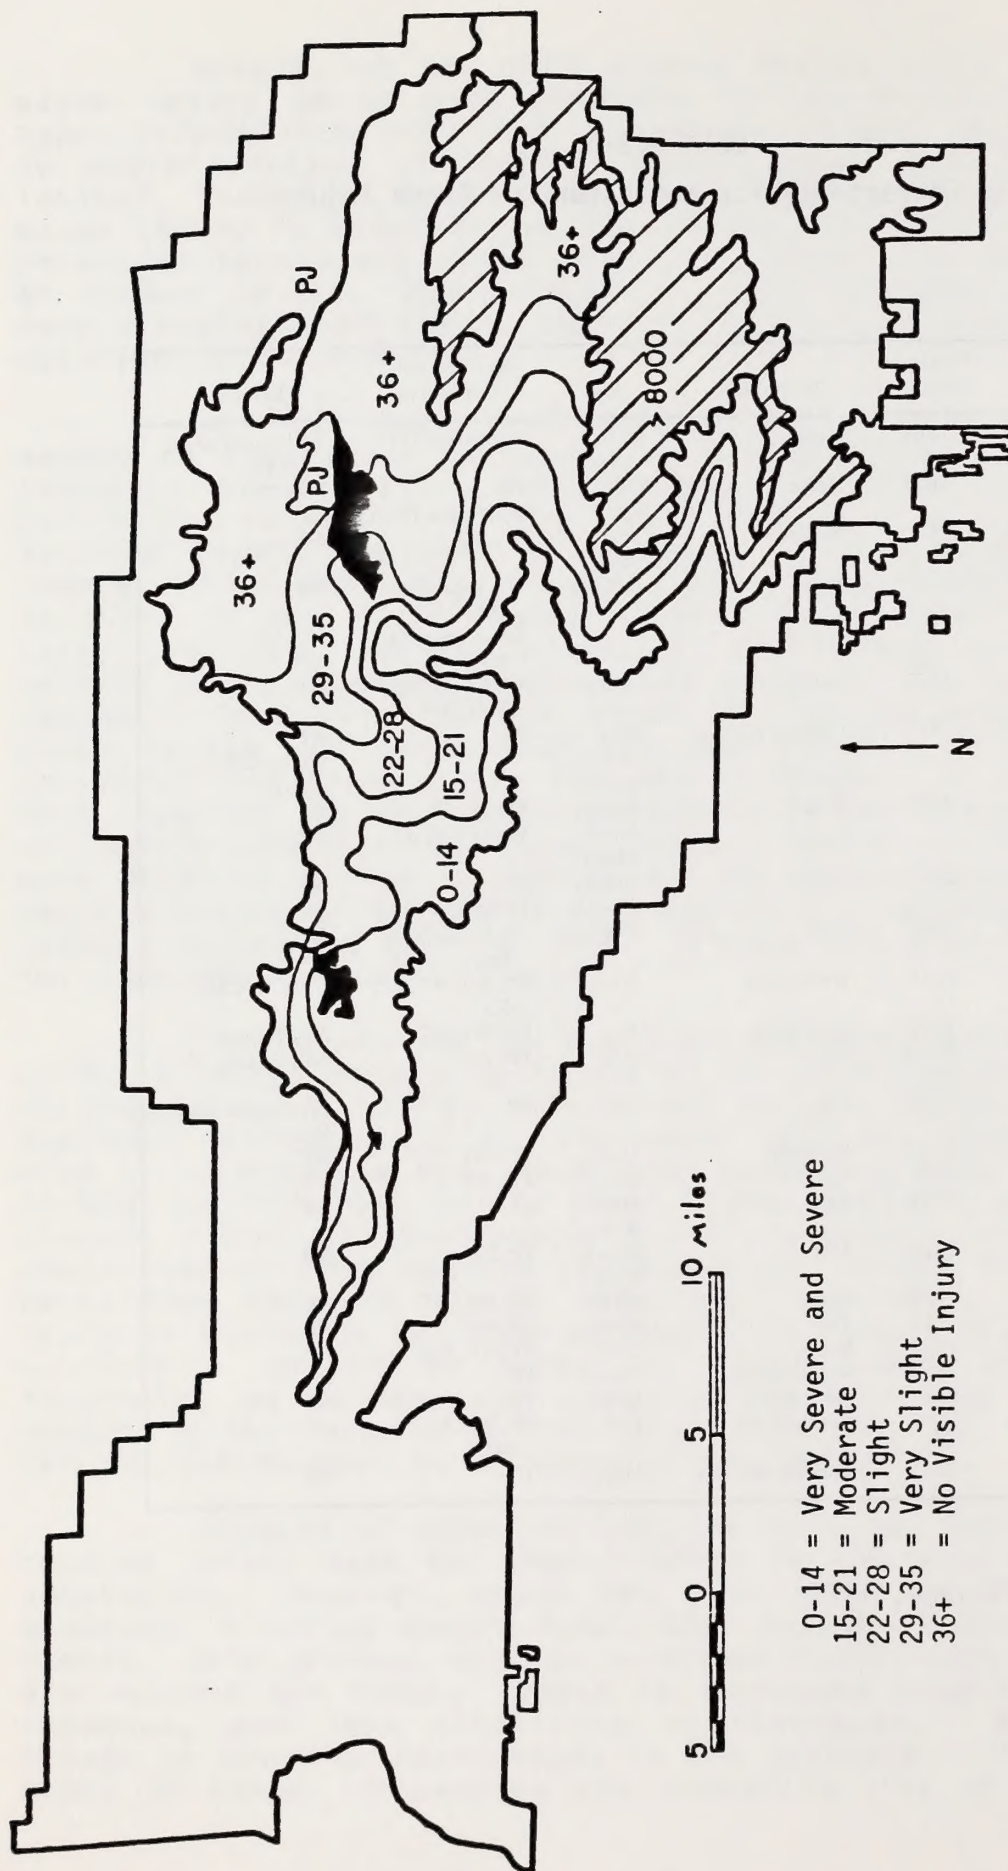 PJ
36+
36+
PJ
36+
29-35
22-28
15-21
0-14
>8000
N
5 0 5 10 miles
0-14 = Very Severe and Severe
15-21 = Moderate
22-28 = Slight
29-35 = Very Slight
36+ = No Visible Injury